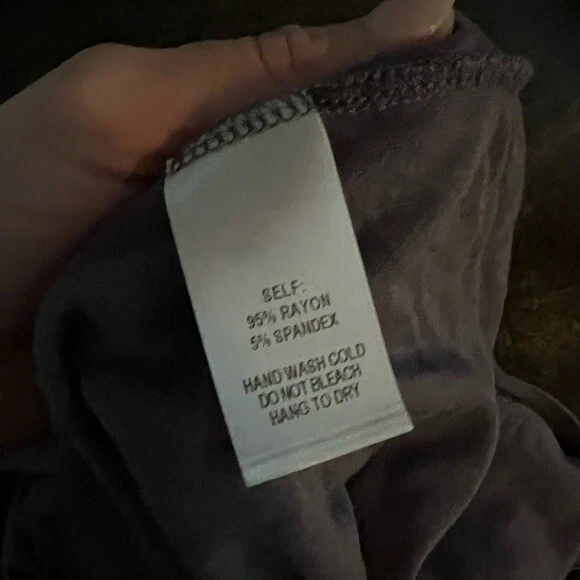 SELF:
95% RAYON
5% SPANDEX
HAND WASH COLD
DO NOT BLEACH
HANG TO DRY